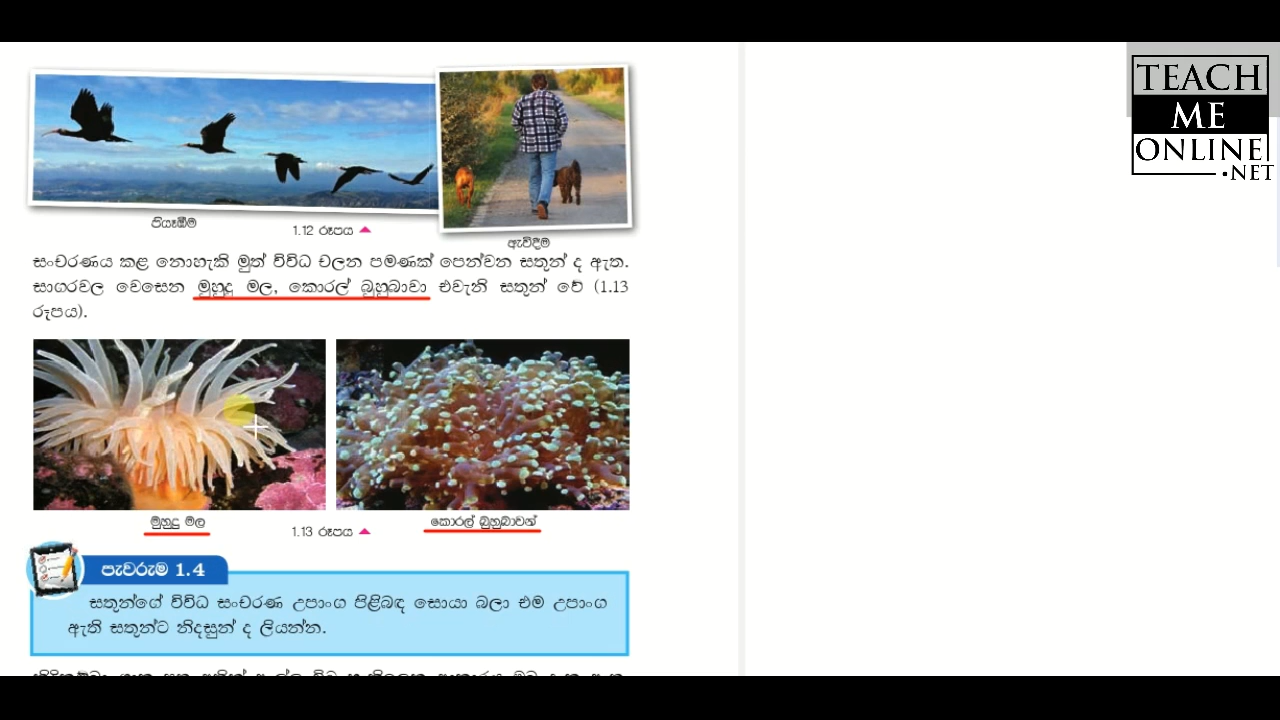 TEACH
ME
ONLINE
.NET
පියෑඹීම
1.12 රූපය
ඇවිදීම
සංචරණය කළ නොහැකි මුත් විවිධ චලන පමණක් පෙන්වන සතුන් ද ඇත.
සාගරවල වෙසෙන මුහුදු මල, කොරල් බුහුබාවා එවැනි සතුන් වේ (1.13
රූපය).
මුහුදු මල
1.13 රූපය
කොරල් බුහුබාවන්
පැවරුම 1.4
සතුන්ගේ විවිධ සංචරණ උපාංග පිළිබඳ සොයා බලා එම උපාංග
ඇති සතුන්ට නිදසුන් ද ලියන්න.